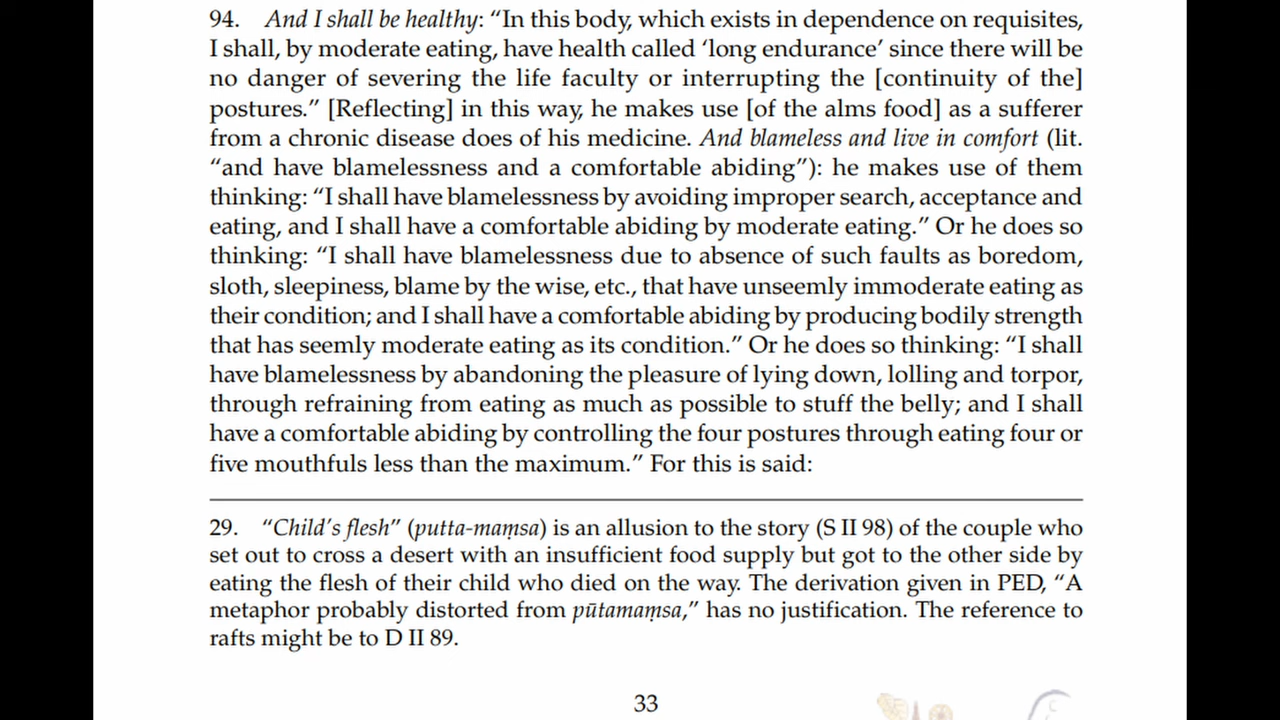 94. And I shall be healthy: “In this body, which exists in dependence on requisites,
I shall, by moderate eating, have health called ‘long endurance’ since there will be
no danger of severing the life faculty or interrupting the [continuity of the]
postures.” [Reflecting] in this way, he makes use [of the alms food] as a sufferer
from a chronic disease does of his medicine. And blameless and live in comfort (lit.
“and have blamelessness and a comfortable abiding”): he makes use of them
thinking: “I shall have blamelessness by avoiding improper search, acceptance and
eating, and I shall have a comfortable abiding by moderate eating.” Or he does so
thinking: “I shall have blamelessness due to absence of such faults as boredom,
sloth, sleepiness, blame by the wise, etc., that have unseemly immoderate eating as
their condition; and I shall have a comfortable abiding by producing bodily strength
that has seemly moderate eating as its condition.” Or he does so thinking: “I shall
have blamelessness by abandoning the pleasure of lying down, lolling and torpor,
through refraining from eating as much as possible to stuff the belly; and I shall
have a comfortable abiding by controlling the four postures through eating four or
five mouthfuls less than the maximum.” For this is said:
29. “Child’s flesh” (putta-maṃsa) is an allusion to the story (S II 98) of the couple who
set out to cross a desert with an insufficient food supply but got to the other side by
eating the flesh of their child who died on the way. The derivation given in PED, “A
metaphor probably distorted from pūtamaṃsa,” has no justification. The reference to
rafts might be to D II 89.
33